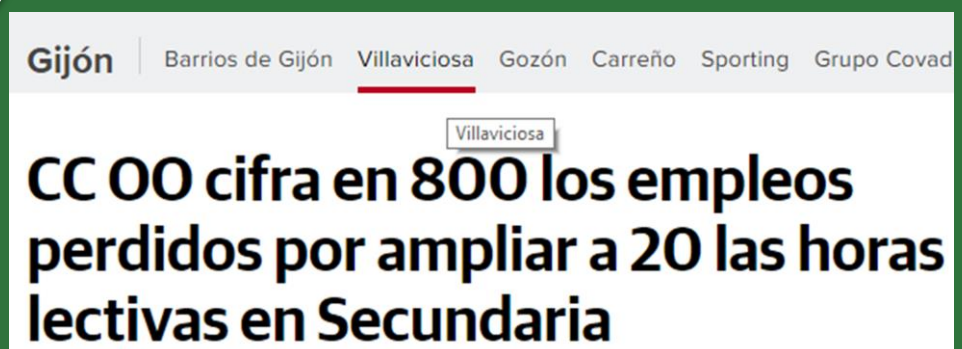 Gijón Barrios de Gijón Villaviciosa Gozón Carreño Sporting Grupo Covad
Villaviciosa
CC OO cifra en 800 los empleos
perdidos por ampliar a 20 las horas
lectivas en Secundaria